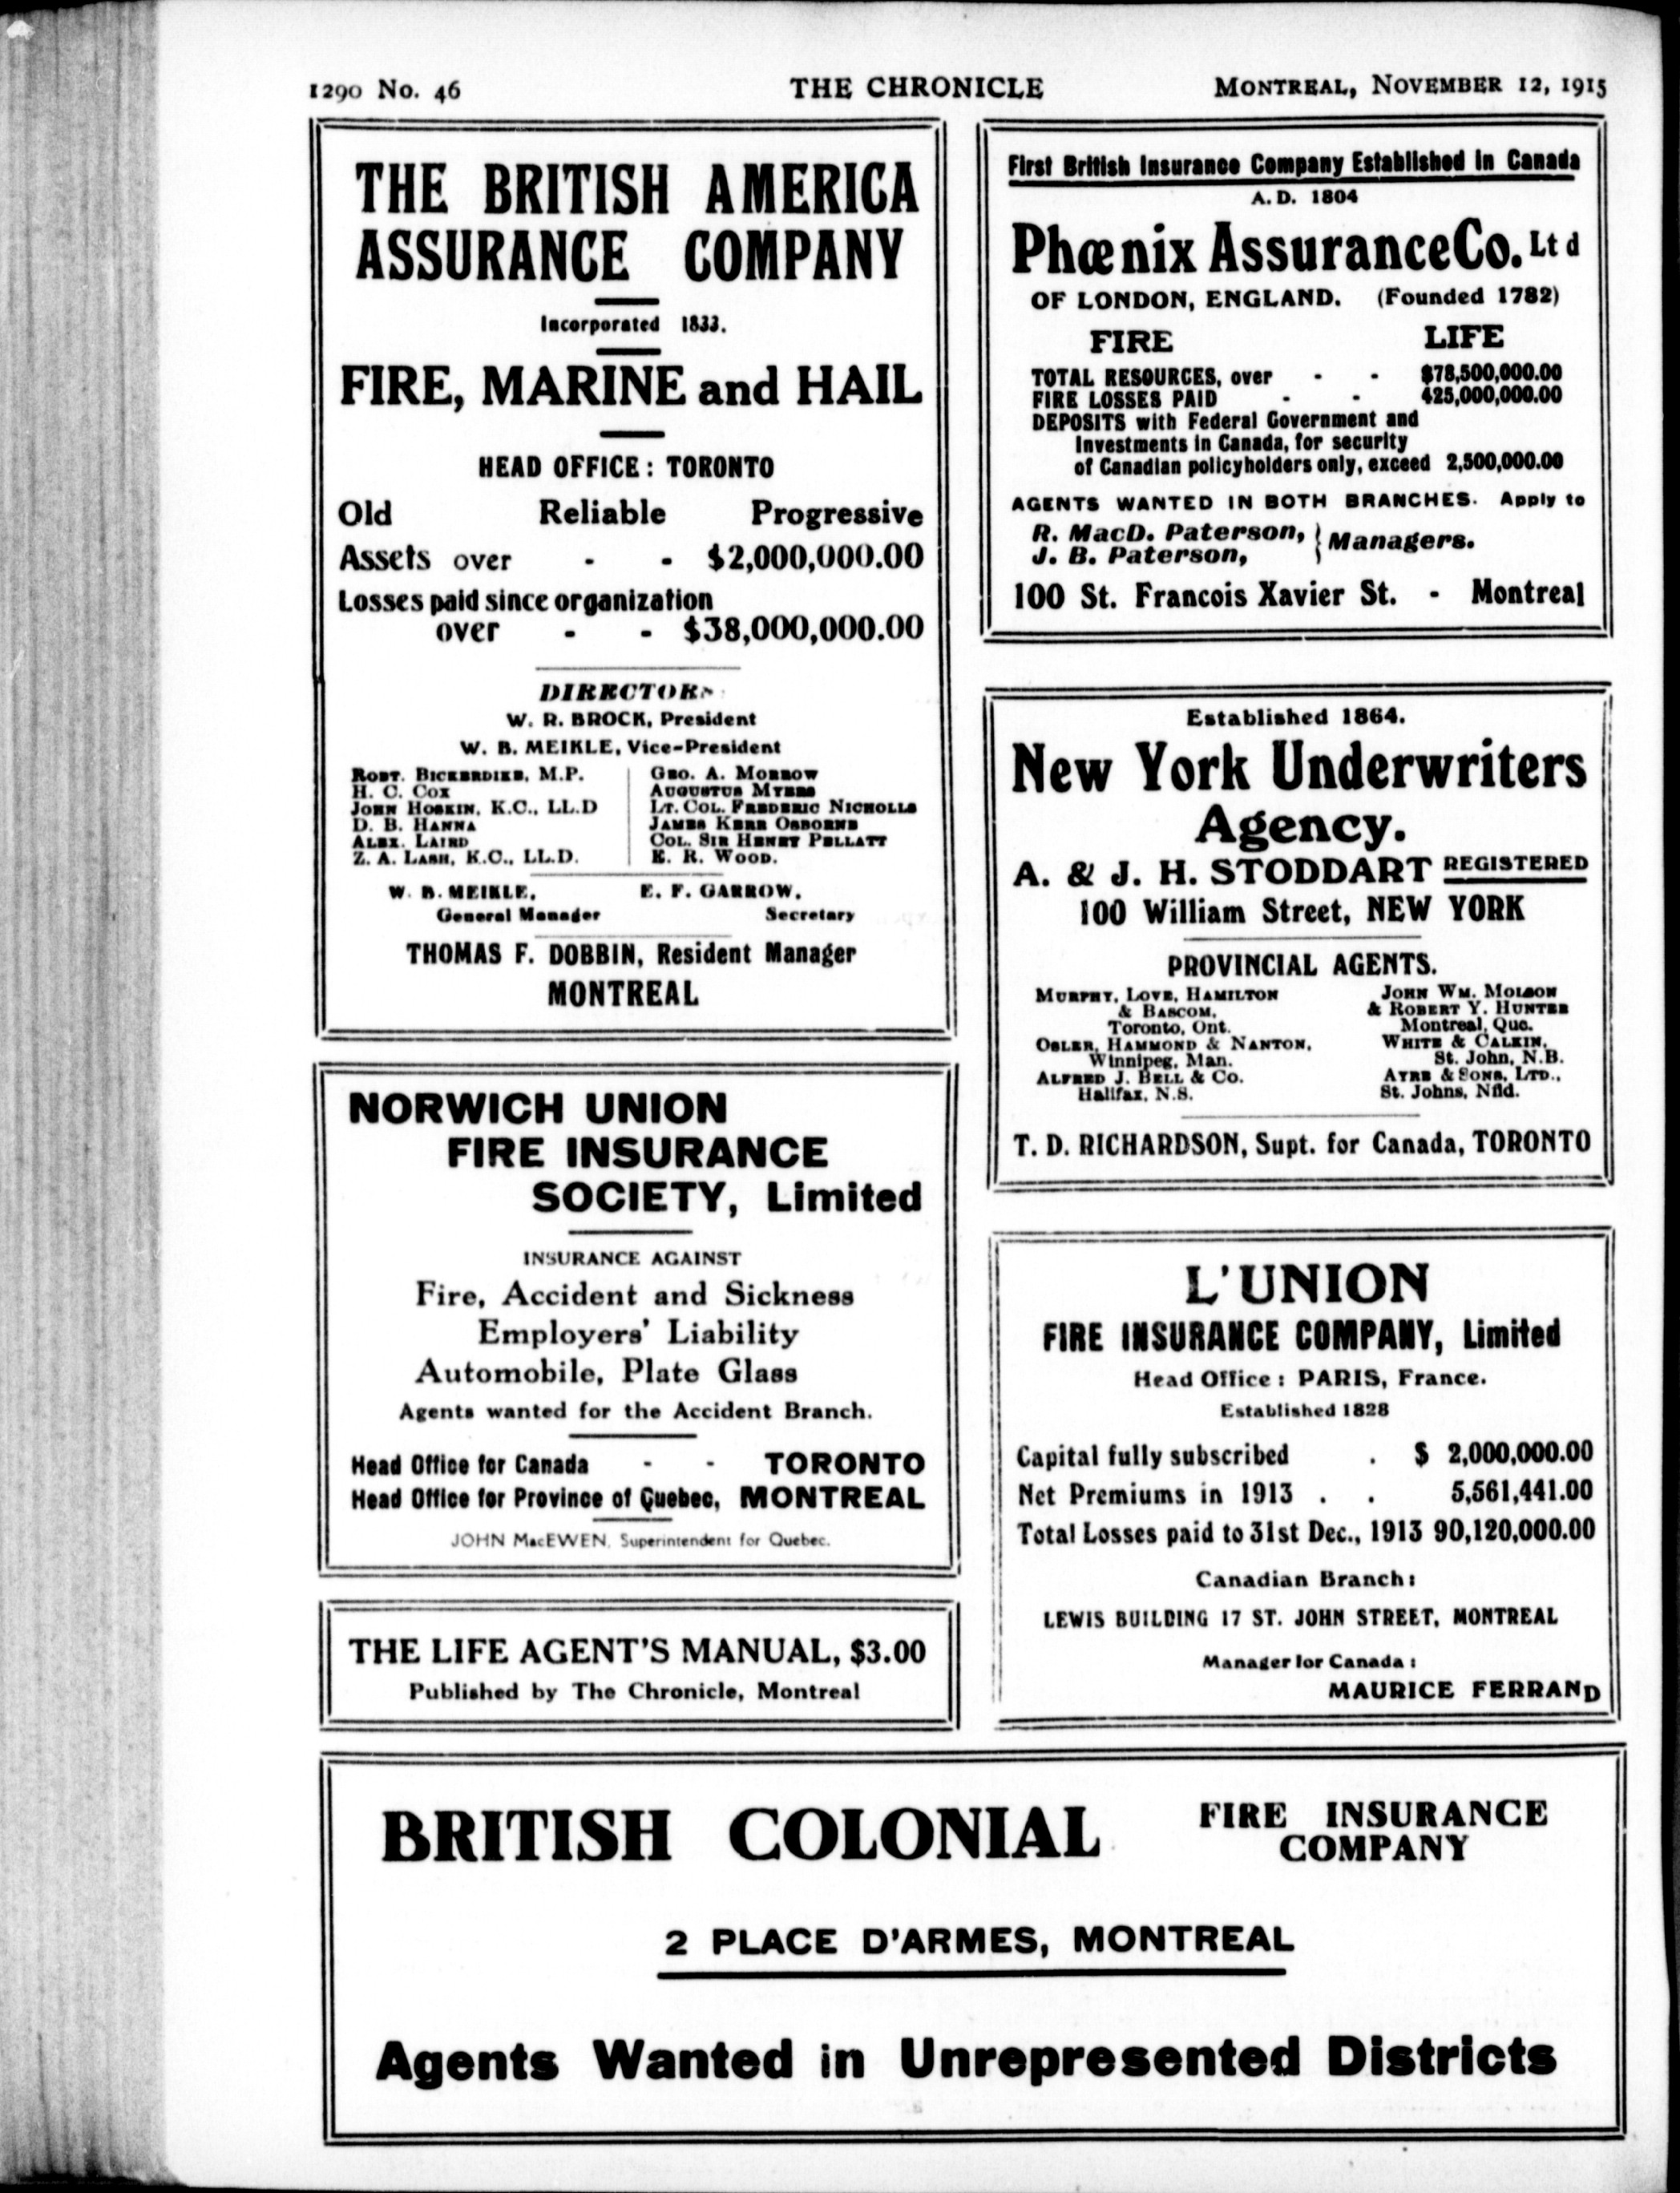 1290 No. 46 THE CHRONICLE MONTREAL, NOVEMBER 12, 1915
THE BRITISH AMERICA
ASSURANCE COMPANY
Incorporated 1833.
FIRE, MARINE and HAIL
HEAD OFFICE: TORONTO
Old Reliable Progressive
Assets over - - $2,000,000.00
Losses paid since organization
over - - $38,000,000.00
DIRECTORS
W. R. BROCK, President
W. B. MEIKLE, Vice-President
ROBT. BICKERDIKE, M.P.
H. C. COX
JOHN HOSKIN, K.C., LL.D
D. B. HANNA
ALEX. LAIRD
Z. A. LASH, K.C., LL.D.
GEO. A. MORROW
AUGUSTUS MYERS
LT. COL. FREDERIC NICHOLLS
JAMES KERR OSBORNE
COL. SIR HENRY PELLATT
E. R. WOOD.
W. B. MEIKLE, E. F. GARROW,
General Manager Secretary
THOMAS F. DOBBIN, Resident Manager
MONTREAL
NORWICH UNION
FIRE INSURANCE
SOCIETY, Limited
INSURANCE AGAINST
Fire, Accident and Sickness
Employers' Liability
Automobile, Plate Glass
Agents wanted for the Accident Branch.
Head Office for Canada - - TORONTO
Head Office for Province of Quebec, MONTREAL
JOHN MacEWEN, Superintendent for Quebec.
THE LIFE AGENT'S MANUAL, $3.00
Published by The Chronicle, Montreal
First British Insurance Company Established in Canada
A. D. 1804
Phœnix Assurance Co. Ltd
OF LONDON, ENGLAND. (Founded 1782)
FIRE LIFE
TOTAL RESOURCES, over - - $78,500,000.00
FIRE LOSSES PAID - - 425,000,000.00
DEPOSITS with Federal Government and
Investments in Canada, for security
of Canadian policyholders only, exceed 2,500,000.00
AGENTS WANTED IN BOTH BRANCHES. Apply to
R. MacD. Paterson,
J. B. Paterson, } Managers.
100 St. Francois Xavier St. - Montreal
Established 1864.
New York Underwriters
Agency.
A. & J. H. STODDART REGISTERED
100 William Street, NEW YORK
PROVINCIAL AGENTS.
MURPHY, LOVE, HAMILTON
& BASCOM,
Toronto, Ont.
OSLER, HAMMOND & NANTON,
Winnipeg, Man.
ALFRED J. BELL & CO.
Halifax, N.S.
JOHN WM. MOLSON
& ROBERT Y. HUNTER
Montreal, Que.
WHITE & CALKIN,
St. John, N.B.
AYRE & SONS, LTD.,
St. Johns, Nfld.
T. D. RICHARDSON, Supt. for Canada, TORONTO
L'UNION
FIRE INSURANCE COMPANY, Limited
Head Office: PARIS, France.
Established 1828
Capital fully subscribed . $ 2,000,000.00
Net Premiums in 1913 . . 5,561,441.00
Total Losses paid to 31st Dec., 1913 90,120,000.00
Canadian Branch:
LEWIS BUILDING 17 ST. JOHN STREET, MONTREAL
Manager for Canada:
MAURICE FERRAND
BRITISH COLONIAL FIRE INSURANCE
COMPANY
2 PLACE D'ARMES, MONTREAL
Agents Wanted in Unrepresented Districts